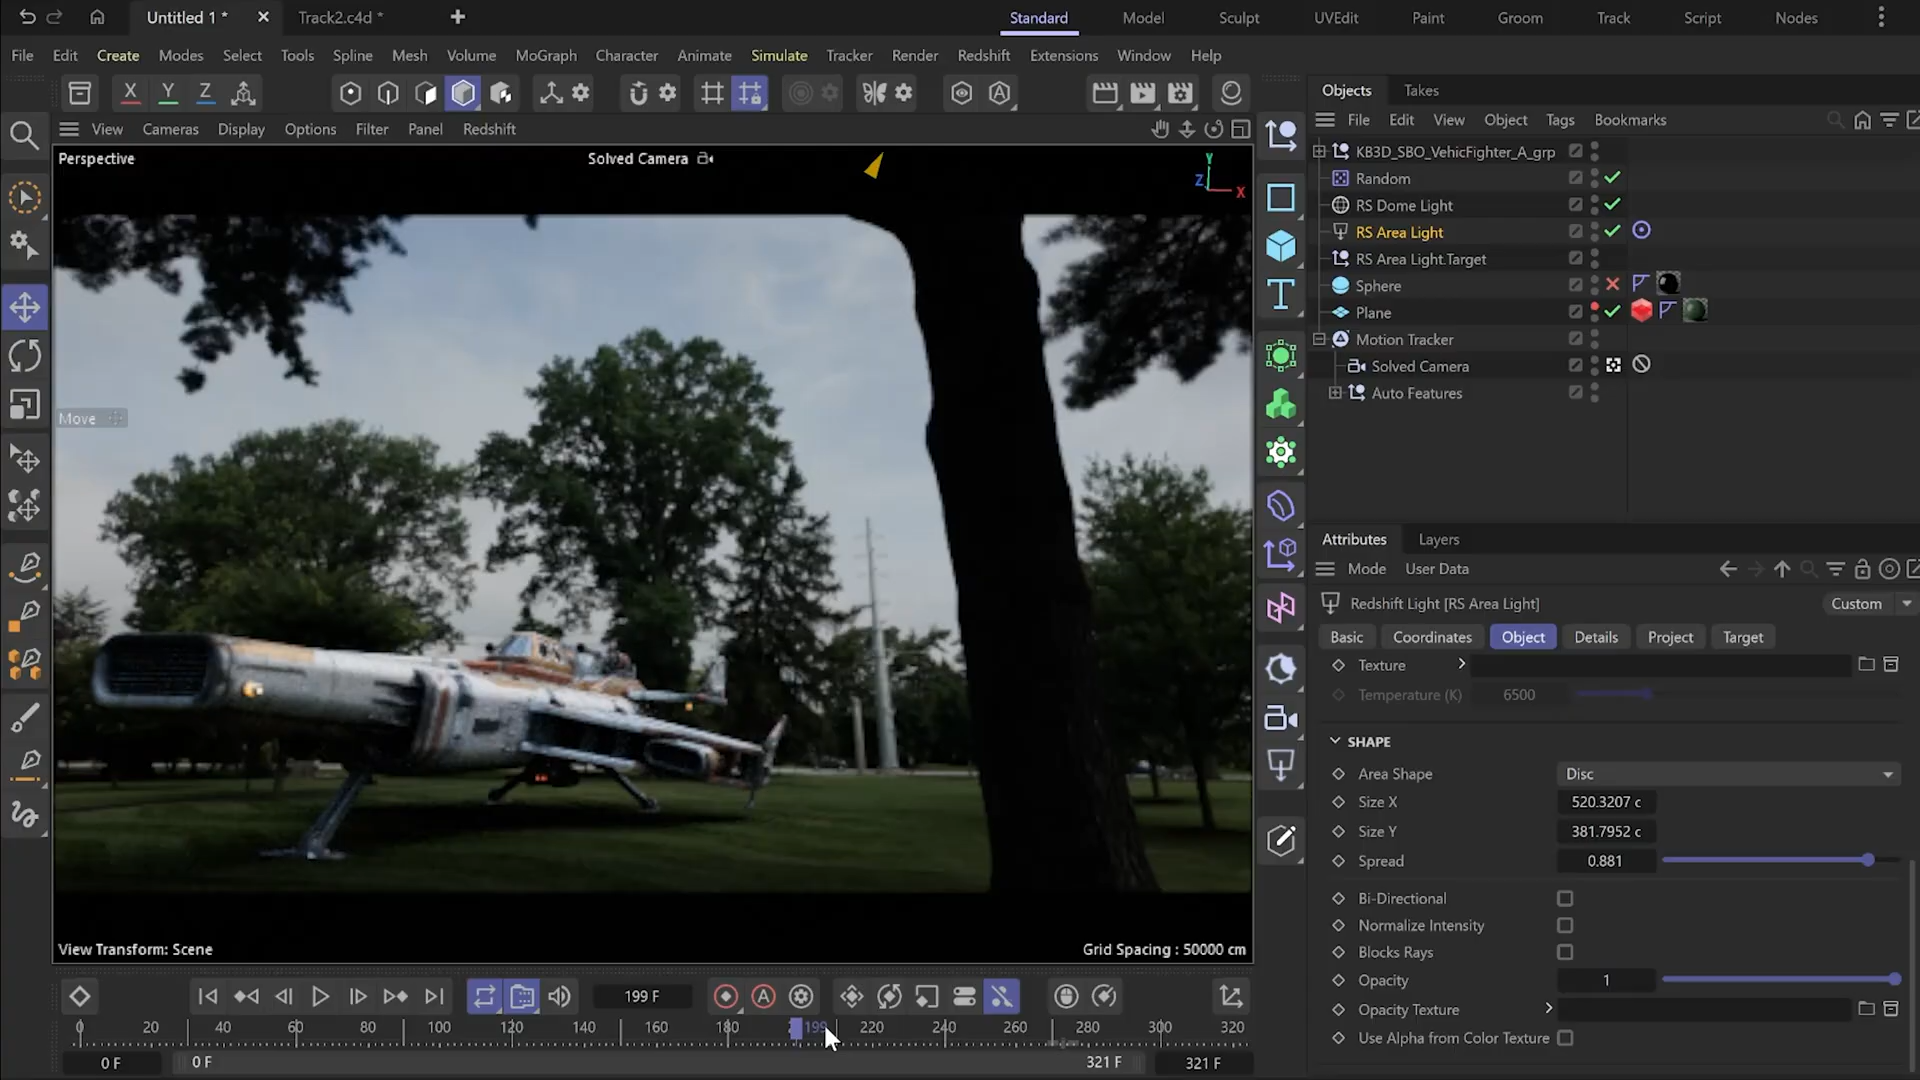 Untitled 1 *
Track2.c4d *
Standard
Model
Sculpt
UVEdit
Paint
Groom
Track
Script
Nodes
File
Edit
Create
Modes
Select
Tools
Spline
Mesh
Volume
MoGraph
Character
Animate
Simulate
Tracker
Render
Redshift
Extensions
Window
Help
X
Y
Z
Objects
Takes
View
Cameras
Display
Options
Filter
Panel
Redshift
File
Edit
View
Object
Tags
Bookmarks
Perspective
Solved Camera
Y
Z
X
KB3D_SBO_VehicFighter_A_grp
Random
RS Dome Light
RS Area Light
RS Area Light.Target
Sphere
Plane
Motion Tracker
Solved Camera
Auto Features
Move
Attributes
Layers
Mode
User Data
Redshift Light [RS Area Light]
Custom
Basic
Coordinates
Object
Details
Project
Target
Texture
Temperature (K)
6500
SHAPE
Area Shape
Disc
Size X
520.3207 c
Size Y
381.7952 c
Spread
0.881
Bi-Directional
Normalize Intensity
Blocks Rays
Opacity
1
Opacity Texture
Use Alpha from Color Texture
View Transform: Scene
Grid Spacing : 50000 cm
199 F
0
20
40
60
80
100
120
140
160
180
199
220
240
260
280
300
320
0 F
0 F
321 F
321 F